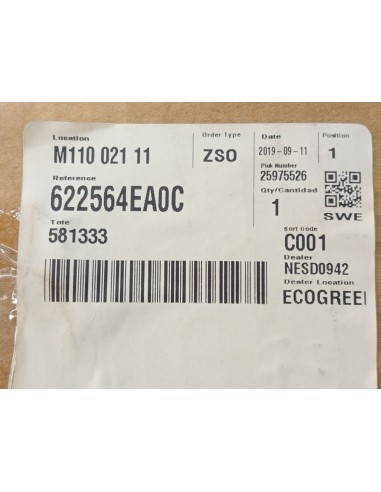 Location
M110 021 11
Order Type
ZSO
Date
2019-09-11
Position
1
Pick Number
25975526
Reference
622564EA0C
Qty/Cantidad
1
SWE
Tote
581333
Sort Code
C001
Dealer
NESD0942
Dealer Location